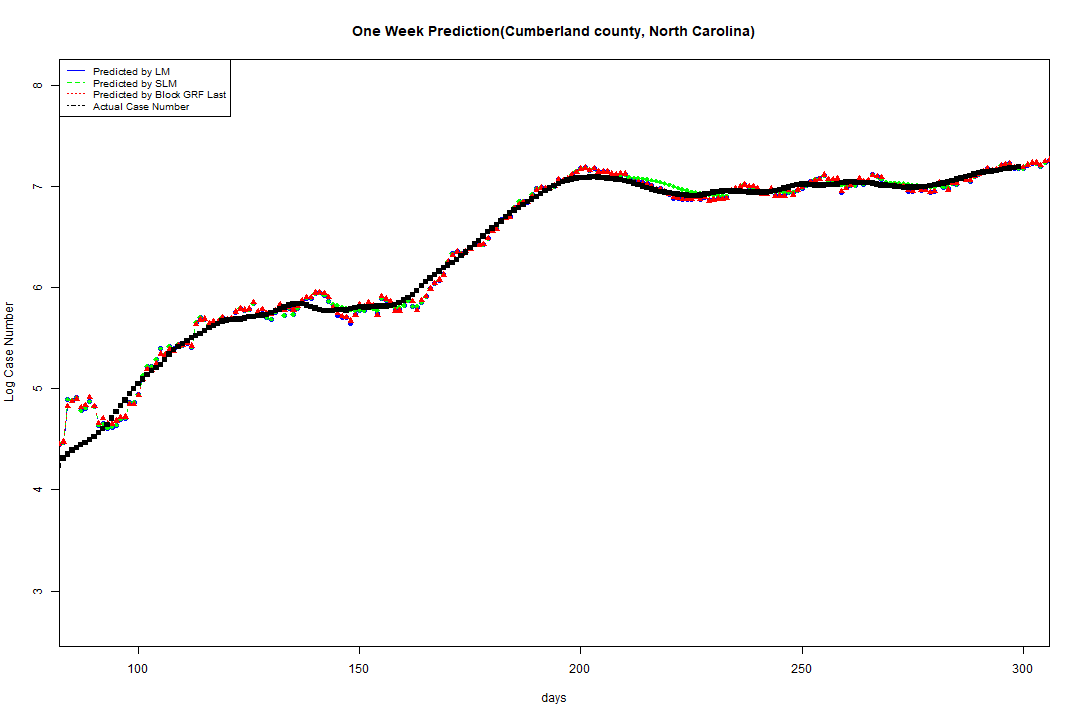 One Week Prediction(Cumberland county, North Carolina)
Predicted by LM
Predicted by SLM
Predicted by Block GRF Last
Actual Case Number
8
7
6
5
4
3
Log Case Number
100 150 200 250 300
days